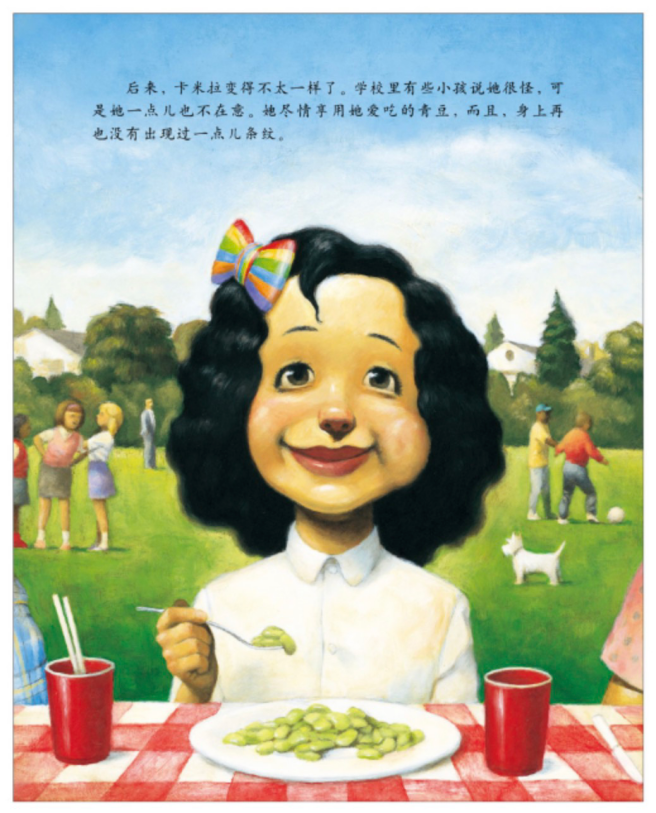 后来，卡米拉变得不太一样了。学校里有些小孩说她很怪，可
是她一点儿也不在意。她尽情享用她爱吃的青豆，而且，身上再
也没有出现过一点儿条纹。